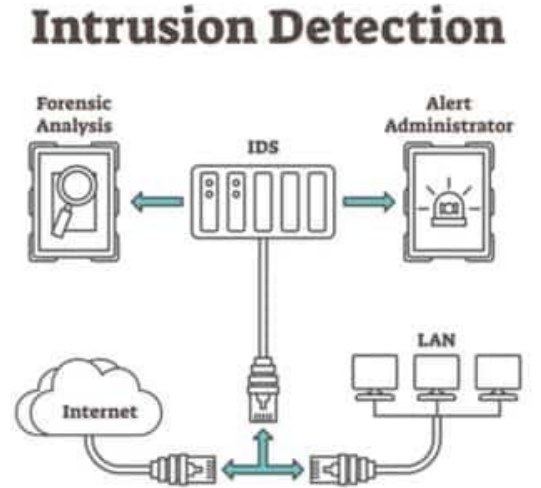 Intrusion Detection
Forensic
Analysis
IDS
Alert
Administrator
Internet
LAN